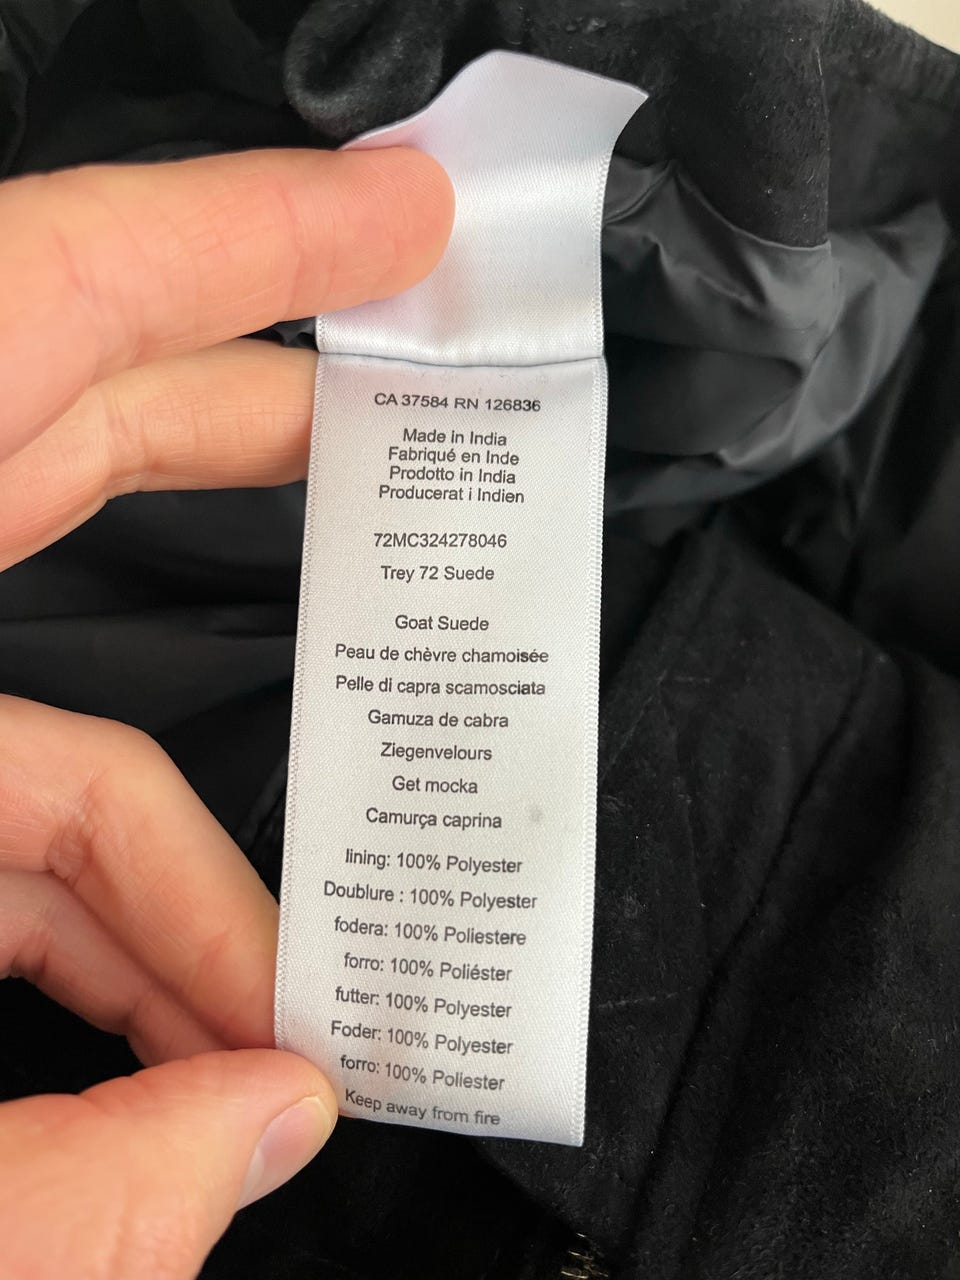 CA 37584 RN 126836
Made in India
Fabriqué en Inde
Prodotto in India
Producerat i Indien
72MC324278046
Trey 72 Suede
Goat Suede
Peau de chèvre chamoisée
Pelle di capra scamosciata
Gamuza de cabra
Ziegenvelours
Get mocka
Camurça caprina
lining: 100% Polyester
Doublure : 100% Polyester
fodera: 100% Poliestere
forro: 100% Poliéster
futter: 100% Polyester
Foder: 100% Polyester
forro: 100% Poliester
Keep away from fire